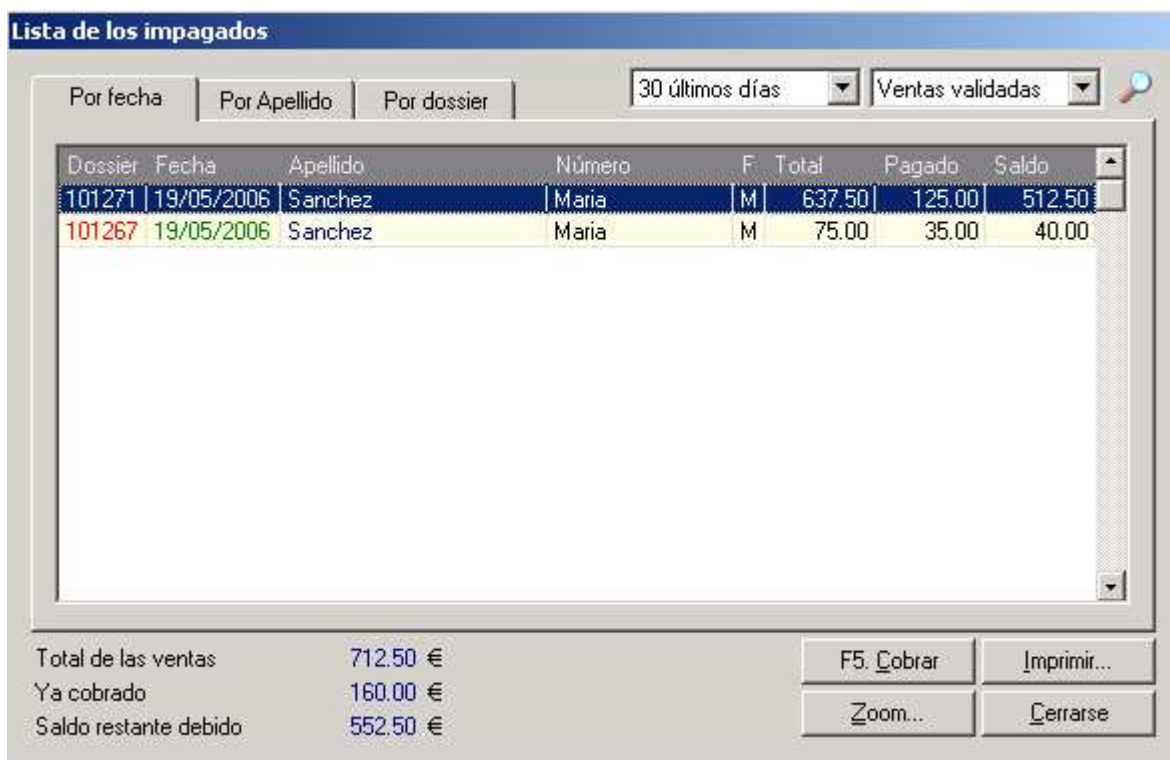 Lista de los impagados
Por fecha Por Apellido Por dossier 30 últimos días Ventas validadas
Dossier Fecha Apellido Número F Total Pagado Saldo
101271 19/05/2006 Sanchez Maria M 637.50 125.00 512.50
101267 19/05/2006 Sanchez Maria M 75.00 35.00 40.00
Total de las ventas 712.50 € F5. Cobrar Imprimir...
Ya cobrado 160.00 €
Saldo restante debido 552.50 € Zoom... Cerrarse